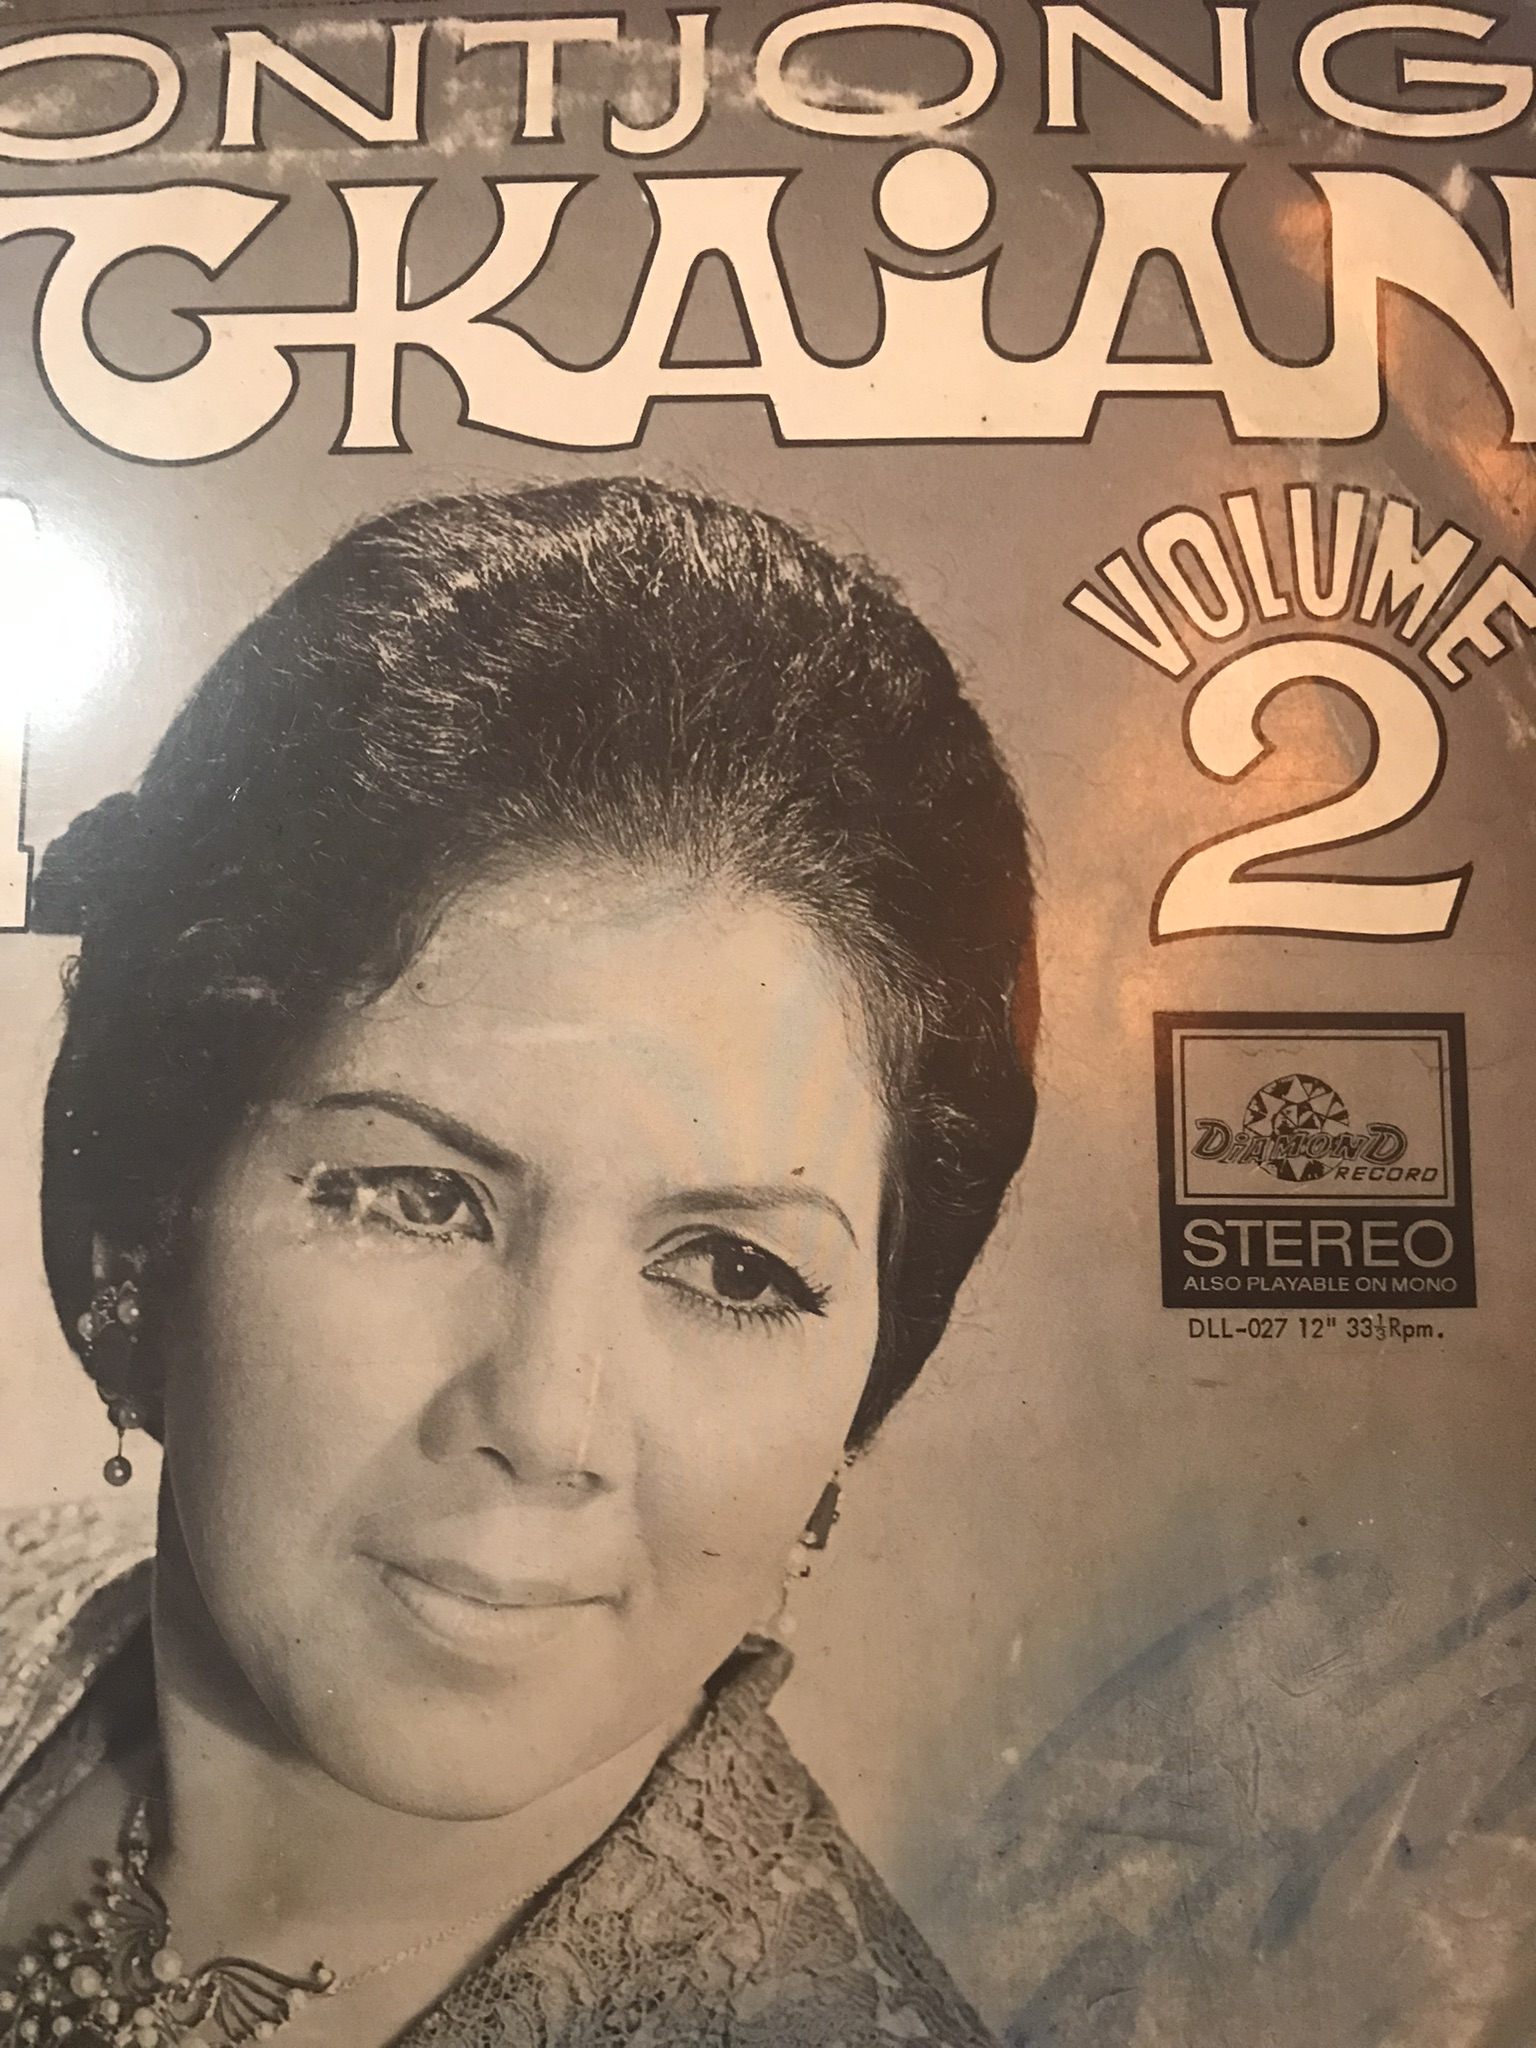 ONTJONG
GKAIAN
VOLUME
2
DIAMOND
RECORD
STEREO
ALSO PLAYABLE ON MONO
DLL-027 12" 33⅓Rpm.